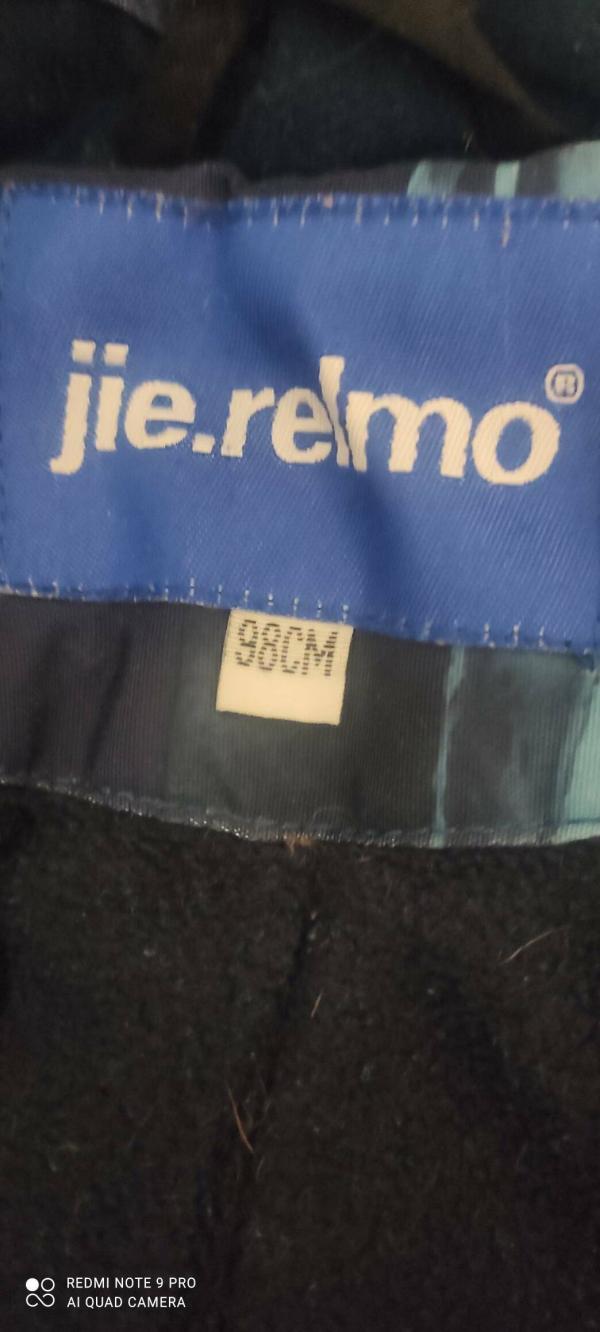 jie.relmo®
98CM
REDMI NOTE 9 PRO
AI QUAD CAMERA